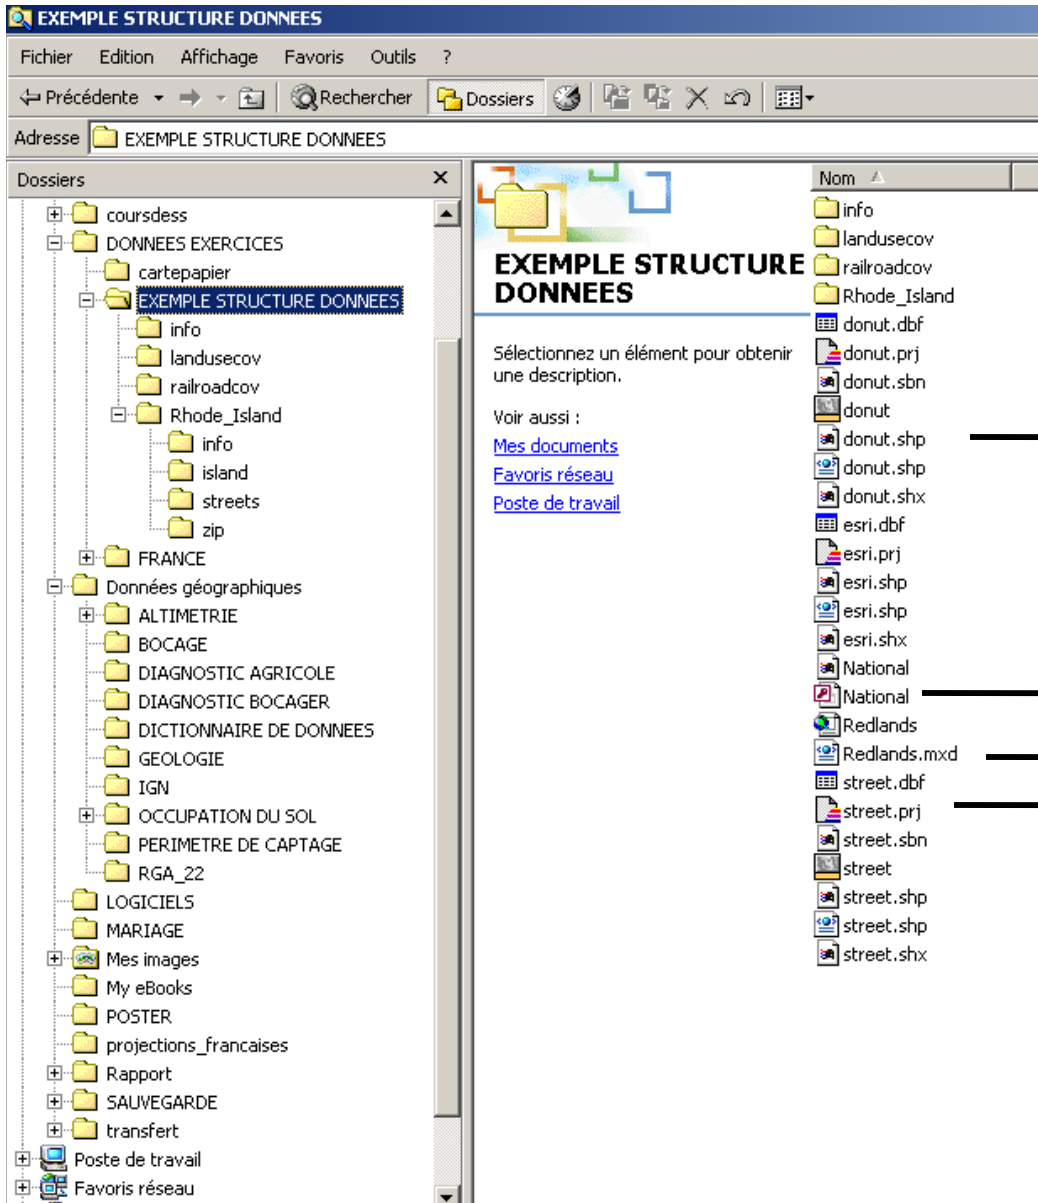 EXEMPLE STRUCTURE DONNEES
Fichier Edition Affichage Favoris Outils ?
Précédente Rechercher Dossiers
Adresse EXEMPLE STRUCTURE DONNEES
Dossiers
coursdess
DONNEES EXERCICES
cartepapier
EXEMPLE STRUCTURE DONNEES
info
landusecov
railroadcov
Rhode_Island
info
island
streets
zip
FRANCE
Données géographiques
ALTIMETRIE
BOCAGE
DIAGNOSTIC AGRICOLE
DIAGNOSTIC BOCAGER
DICTIONNAIRE DE DONNEES
GEOLOGIE
IGN
OCCUPATION DU SOL
PERIMETRE DE CAPTAGE
RGA_22
LOGICIELS
MARIAGE
Mes images
My eBooks
POSTER
projections_francaises
Rapport
SAUVEGARDE
transfert
Poste de travail
Favoris réseau
EXEMPLE STRUCTURE
DONNEES
Sélectionnez un élément pour obtenir
une description.
Voir aussi :
Mes documents
Favoris réseau
Poste de travail
Nom
info
landusecov
railroadcov
Rhode_Island
donut.dbf
donut.prj
donut.sbn
donut
donut.shp
donut.shp
donut.shx
esri.dbf
esri.prj
esri.shp
esri.shp
esri.shx
National
National
Redlands
Redlands.mxd
street.dbf
street.prj
street.sbn
street
street.shp
street.shp
street.shx